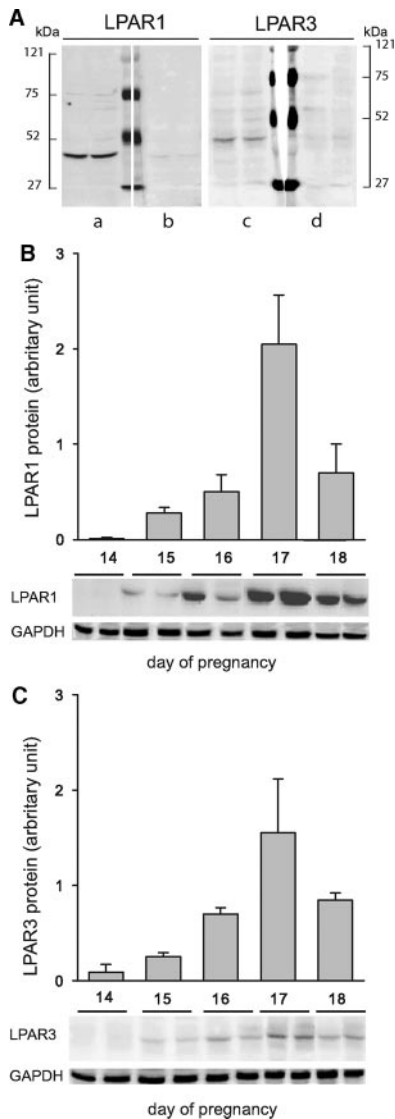 A
LPAR1 LPAR3
kDa kDa
121 121
75 75
52 52
27 27
a b c d
B
LPAR1 protein (arbritary unit)
3
2
1
0
14 15 16 17 18
LPAR1
GAPDH
day of pregnancy
C
LPAR3 protein (arbritary unit)
3
2
1
0
14 15 16 17 18
LPAR3
GAPDH
day of pregnancy